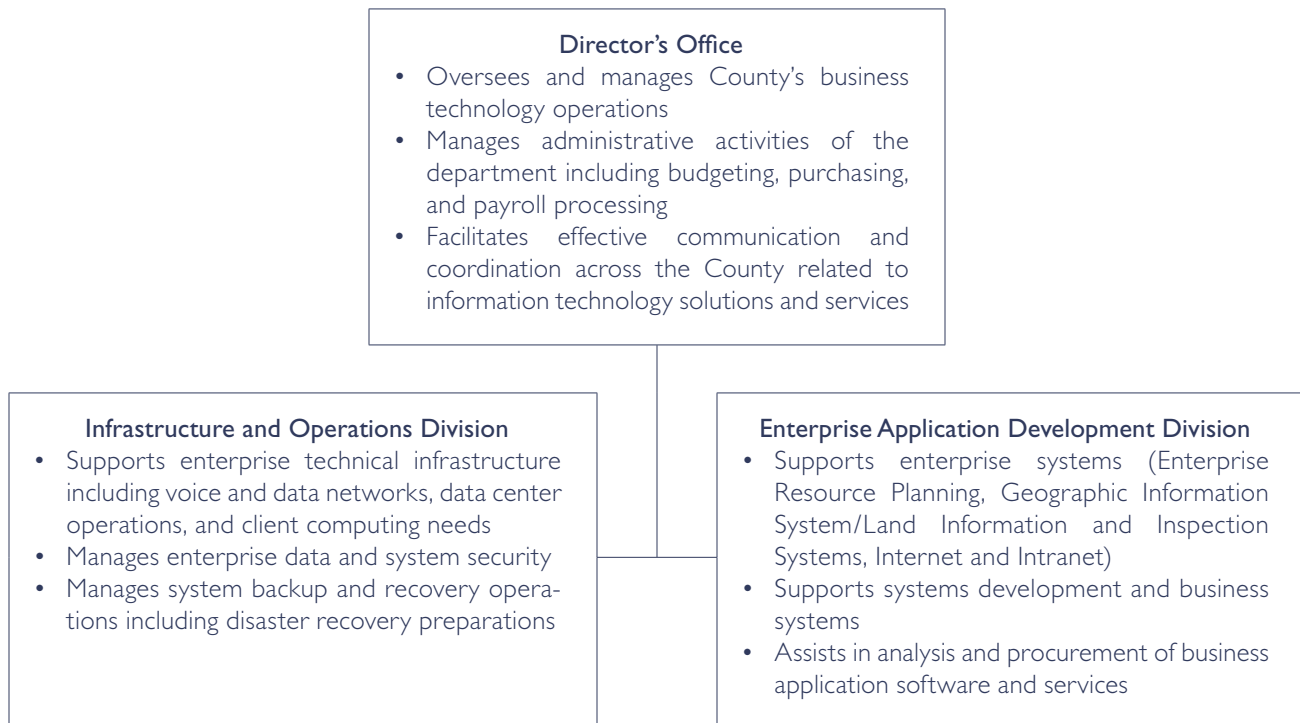 Director’s Office
• Oversees and manages County’s business
technology operations
• Manages administrative activities of the
department including budgeting, purchasing,
and payroll processing
• Facilitates effective communication and
coordination across the County related to
information technology solutions and services
Infrastructure and Operations Division
• Supports enterprise technical infrastructure
including voice and data networks, data center
operations, and client computing needs
• Manages enterprise data and system security
• Manages system backup and recovery opera-
tions including disaster recovery preparations
Enterprise Application Development Division
• Supports enterprise systems (Enterprise
Resource Planning, Geographic Information
System/Land Information and Inspection
Systems, Internet and Intranet)
• Supports systems development and business
systems
• Assists in analysis and procurement of business
application software and services